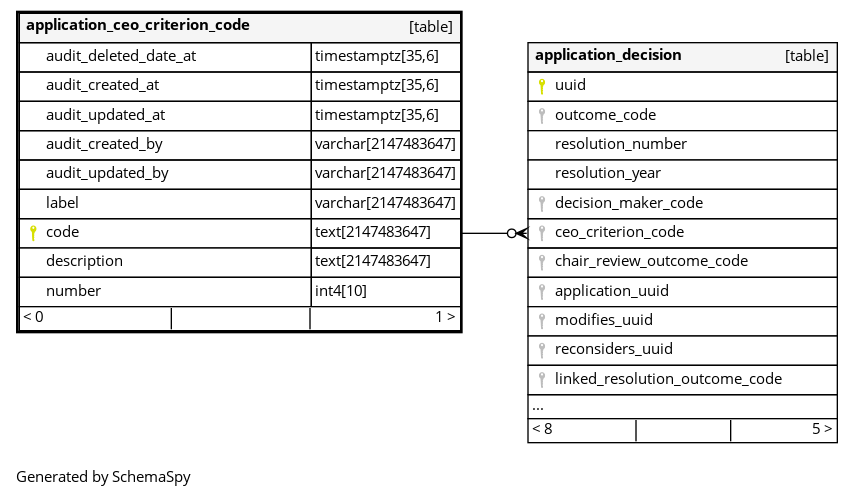 application_ceo_criterion_code [table]
audit_deleted_date_at timestamptz[35,6]
audit_created_at timestamptz[35,6]
audit_updated_at timestamptz[35,6]
audit_created_by varchar[2147483647]
audit_updated_by varchar[2147483647]
label varchar[2147483647]
code text[2147483647]
description text[2147483647]
number int4[10]
< 0 1 >
application_decision [table]
uuid
outcome_code
resolution_number
resolution_year
decision_maker_code
ceo_criterion_code
chair_review_outcome_code
application_uuid
modifies_uuid
reconsiders_uuid
linked_resolution_outcome_code
...
< 8 5 >
Generated by SchemaSpy